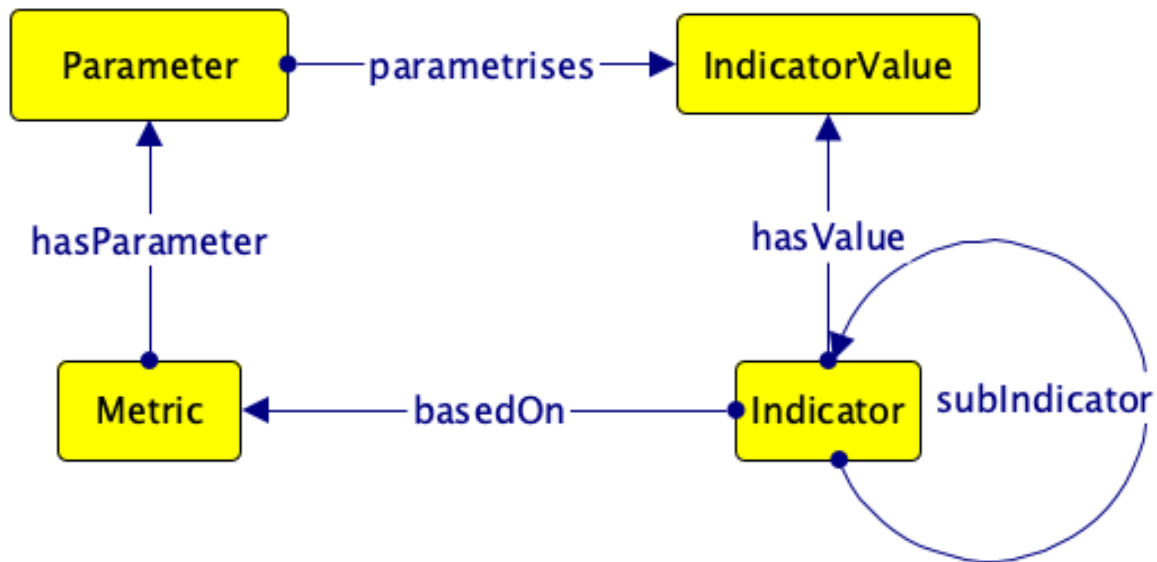 Parameter
parametrises
IndicatorValue
hasParameter
hasValue
Metric
basedOn
Indicator
subIndicator